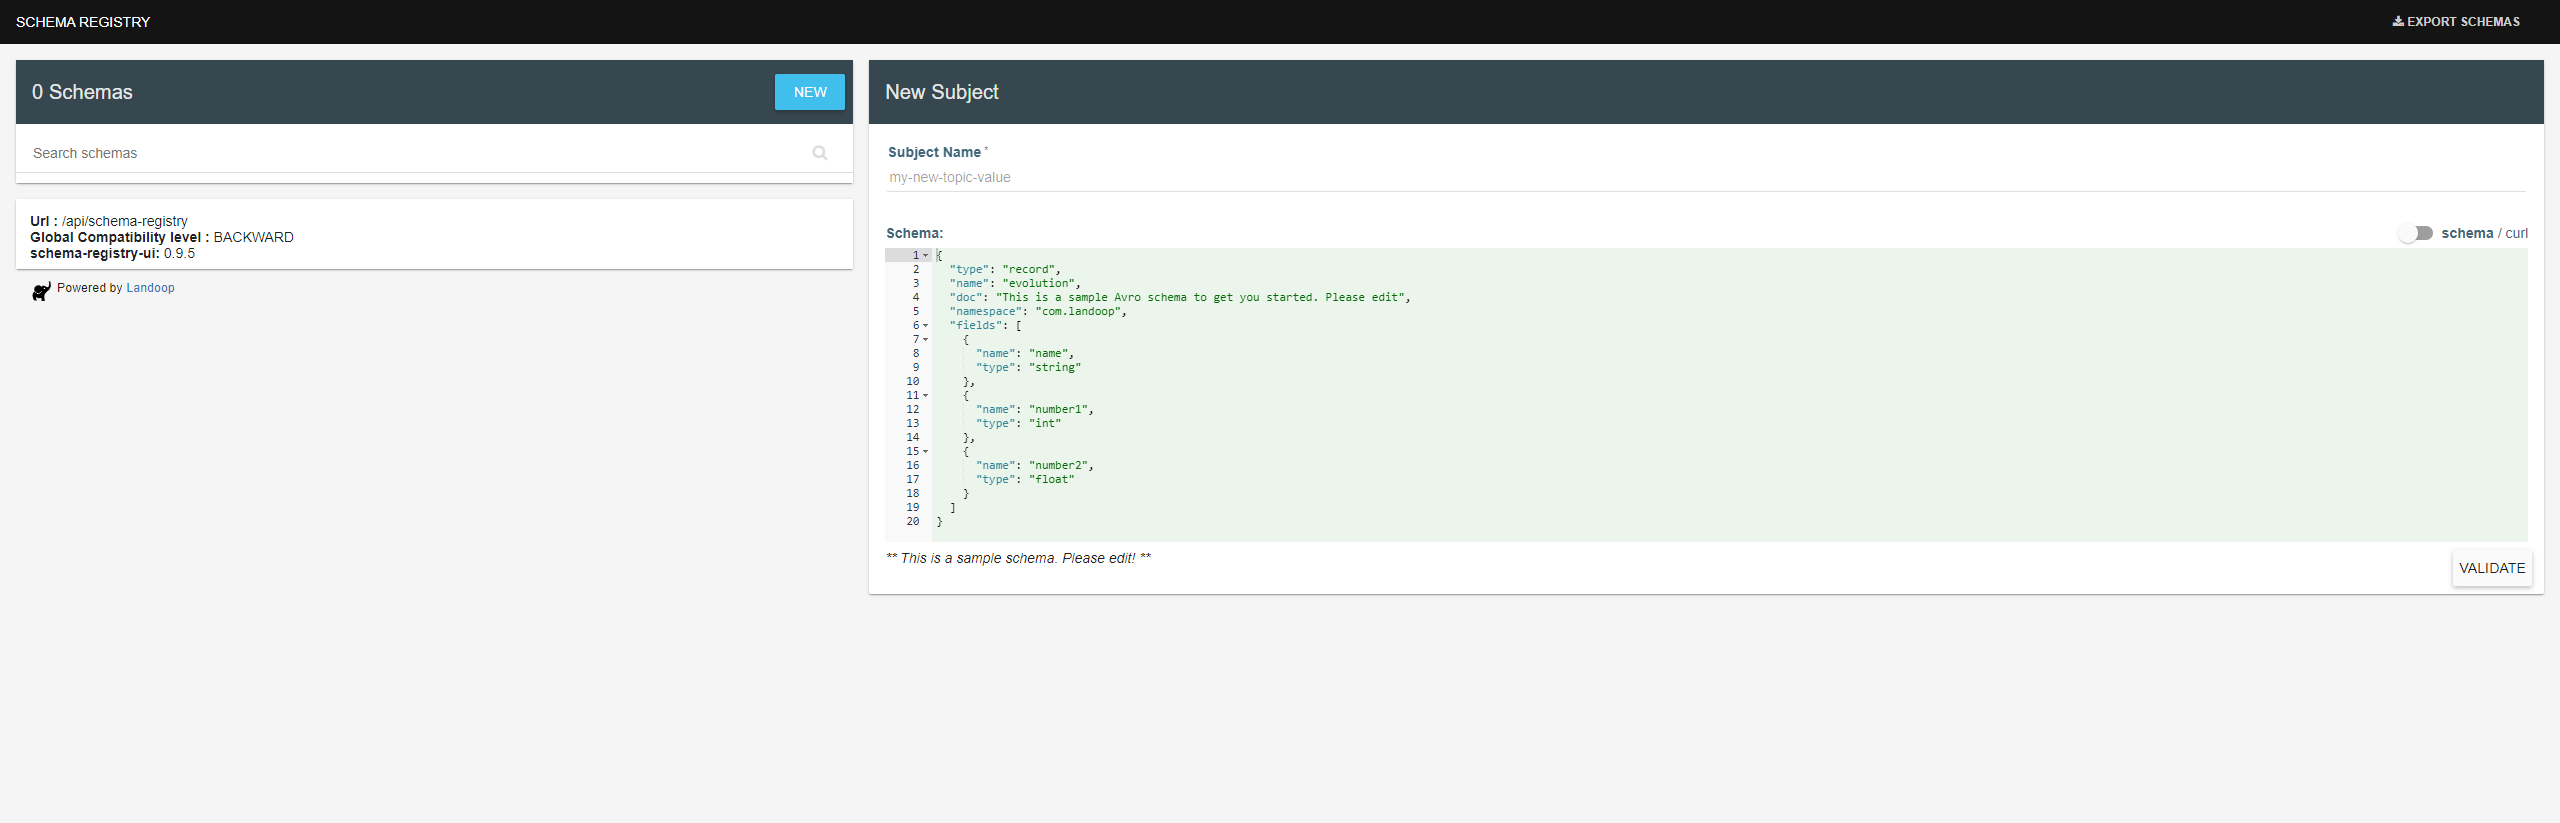 SCHEMA REGISTRY
EXPORT SCHEMAS
0 Schemas
NEW
Search schemas
Url : /api/schema-registry
Global Compatibility level : BACKWARD
schema-registry-ui: 0.9.5
Powered by Landoop
New Subject
Subject Name *
my-new-topic-value
Schema:
schema / curl
1 {
2 "type": "record",
3 "name": "evolution",
4 "doc": "This is a sample Avro schema to get you started. Please edit",
5 "namespace": "com.landoop",
6 "fields": [
7 {
8 "name": "name",
9 "type": "string"
10 },
11 {
12 "name": "number1",
13 "type": "int"
14 },
15 {
16 "name": "number2",
17 "type": "float"
18 }
19 ]
20 }
** This is a sample schema. Please edit! **
VALIDATE